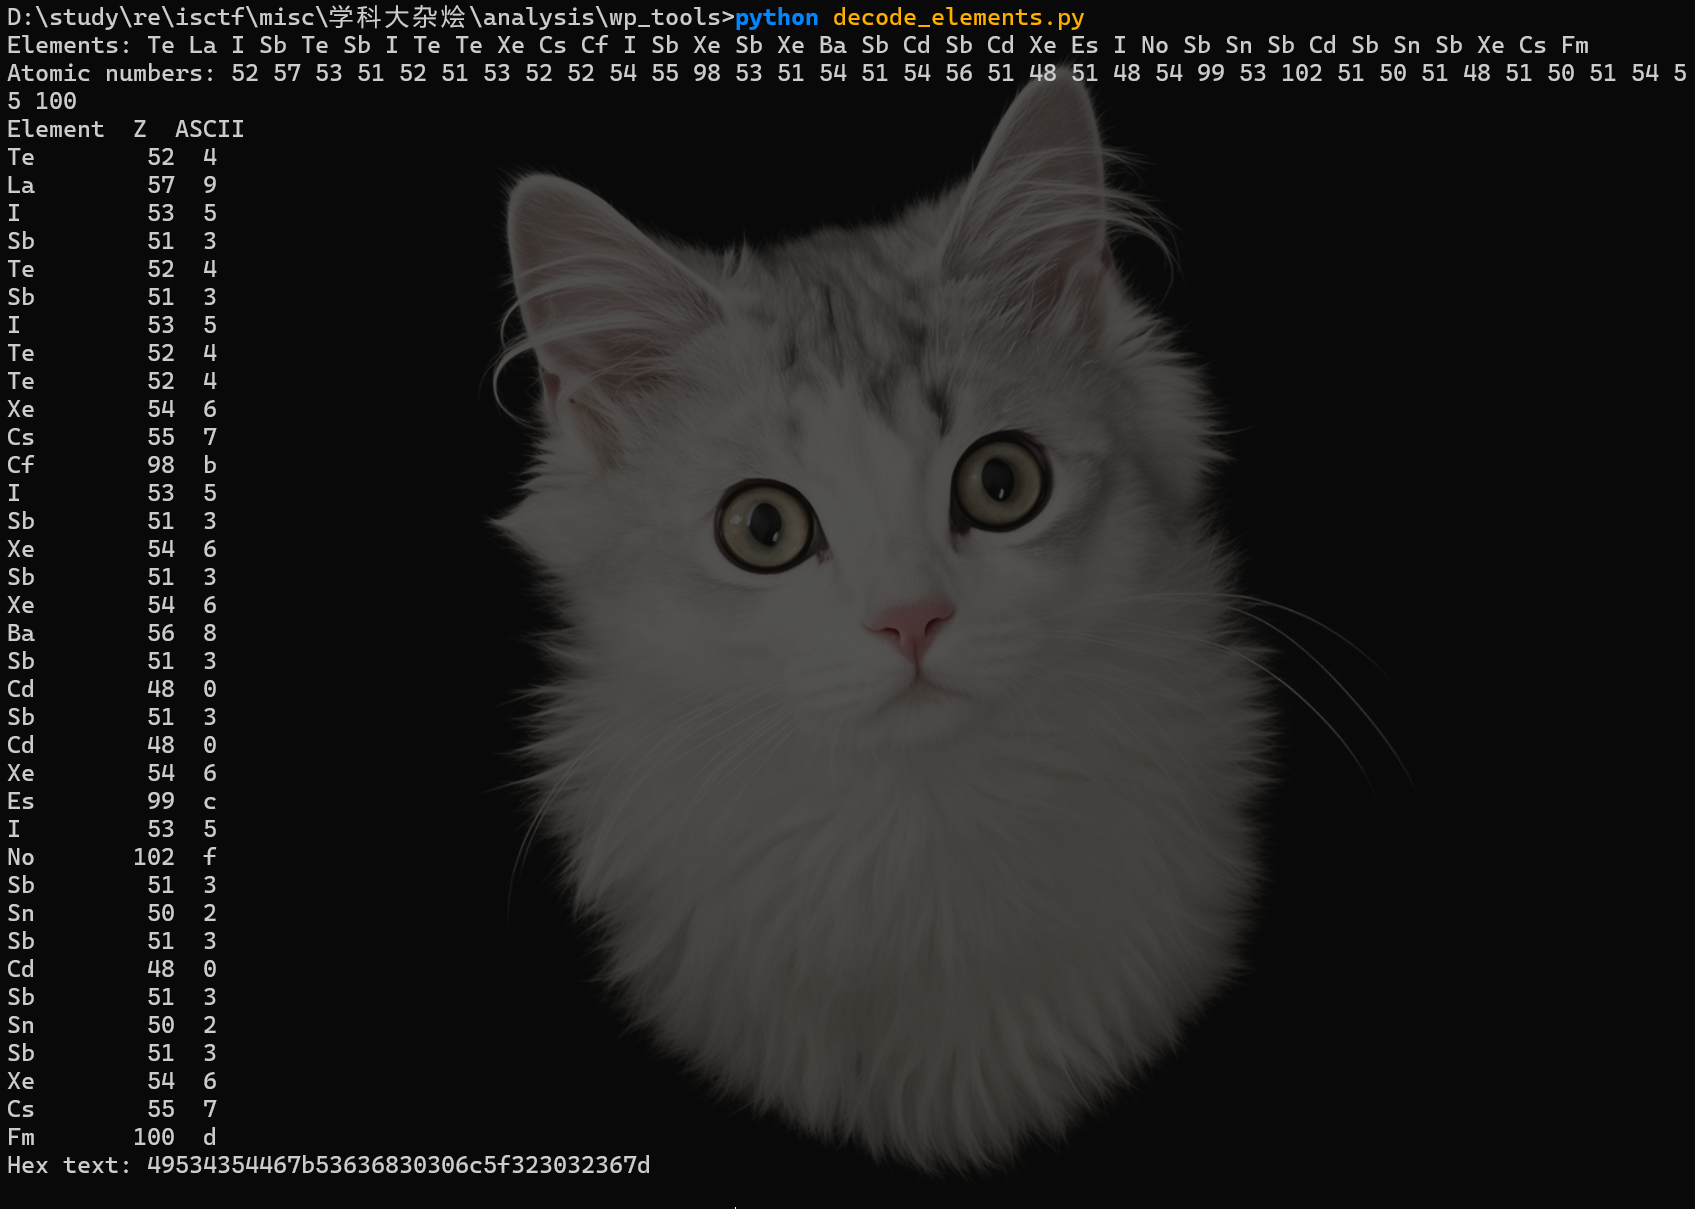 D:\study\re\isctf\misc\学科大杂烩\analysis\wp_tools>python decode_elements.py
Elements: Te La I Sb Te Sb I Te Te Xe Cs Cf I Sb Xe Sb Xe Ba Sb Cd Sb Cd Xe Es I No Sb Sn Sb Cd Sb Sn Sb Xe Cs Fm
Atomic numbers: 52 57 53 51 52 51 53 52 52 54 55 98 53 51 54 51 54 56 51 48 51 48 54 99 53 102 51 50 51 48 51 50 51 54 5
5 100
Element  Z  ASCII
Te        52  4
La        57  9
I         53  5
Sb        51  3
Te        52  4
Sb        51  3
I         53  5
Te        52  4
Te        52  4
Xe        54  6
Cs        55  7
Cf        98  b
I         53  5
Sb        51  3
Xe        54  6
Sb        51  3
Xe        54  6
Ba        56  8
Sb        51  3
Cd        48  0
Sb        51  3
Cd        48  0
Xe        54  6
Es        99  c
I         53  5
No       102  f
Sb        51  3
Sn        50  2
Sb        51  3
Cd        48  0
Sb        51  3
Sn        50  2
Sb        51  3
Xe        54  6
Cs        55  7
Fm       100  d
Hex text: 49534354467b53636830306c5f323032367d